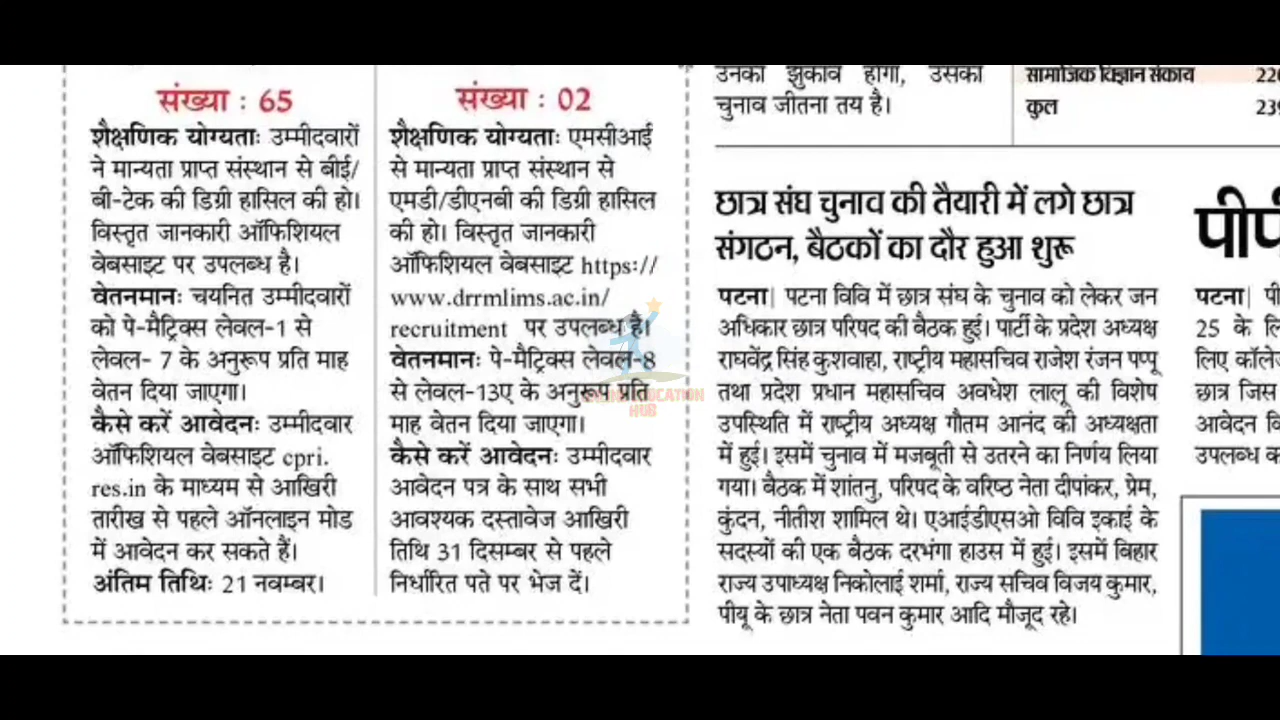 संख्या : 65
शैक्षणिक योग्यताः उम्मीदवारों
ने मान्यता प्राप्त संस्थान से बीई/
बी-टेक की डिग्री हासिल की हो।
विस्तृत जानकारी ऑफिशियल
वेबसाइट पर उपलब्ध है।
वेतनमानः चयनित उम्मीदवारों
को पे-मैट्रिक्स लेवल-1 से
लेवल- 7 के अनुरूप प्रति माह
वेतन दिया जाएगा।
कैसे करें आवेदनः उम्मीदवार
ऑफिशियल वेबसाइट cpri.
res.in के माध्यम से आखिरी
तारीख से पहले ऑनलाइन मोड
में आवेदन कर सकते हैं।
अंतिम तिथिः 21 नवम्बर।
संख्या : 02
शैक्षणिक योग्यताः एमसीआई
से मान्यता प्राप्त संस्थान से
एमडी/डीएनबी की डिग्री हासिल
की हो। विस्तृत जानकारी
ऑफिशियल वेबसाइट https://
www.drrmlims.ac.in/
recruitment पर उपलब्ध है।
वेतनमानः पे-मैट्रिक्स लेवल-8
से लेवल-13ए के अनुरूप प्रति
माह वेतन दिया जाएगा।
कैसे करें आवेदनः उम्मीदवार
आवेदन पत्र के साथ सभी
आवश्यक दस्तावेज आखिरी
तिथि 31 दिसम्बर से पहले
निर्धारित पते पर भेज दें।
उनका झुकाव होगा, उसका
चुनाव जीतना तय है।
सामाजिक विज्ञान संकाय
कुल
छात्र संघ चुनाव की तैयारी में लगे छात्र
संगठन, बैठकों का दौर हुआ शुरू
पटना| पटना विवि में छात्र संघ के चुनाव को लेकर जन
अधिकार छात्र परिषद की बैठक हुई। पार्टी के प्रदेश अध्यक्ष
राघवेंद्र सिंह कुशवाहा, राष्ट्रीय महासचिव राजेश रंजन पप्पू
तथा प्रदेश प्रधान महासचिव अवधेश लालू की विशेष
उपस्थिति में राष्ट्रीय अध्यक्ष गौतम आनंद की अध्यक्षता
में हुई। इसमें चुनाव में मजबूती से उतरने का निर्णय लिया
गया। बैठक में शांतनु, परिषद के वरिष्ठ नेता दीपांकर, प्रेम,
कुंदन, नीतीश शामिल थे। एआईडीएसओ विवि इकाई के
सदस्यों की एक बैठक दरभंगा हाउस में हुई। इसमें बिहार
राज्य उपाध्यक्ष निकोलाई शर्मा, राज्य सचिव विजय कुमार,
पीयू के छात्र नेता पवन कुमार आदि मौजूद रहे।
पटना|
25 के
लिए
छात्र जिस
आवेदन
उपलब्ध
HUB